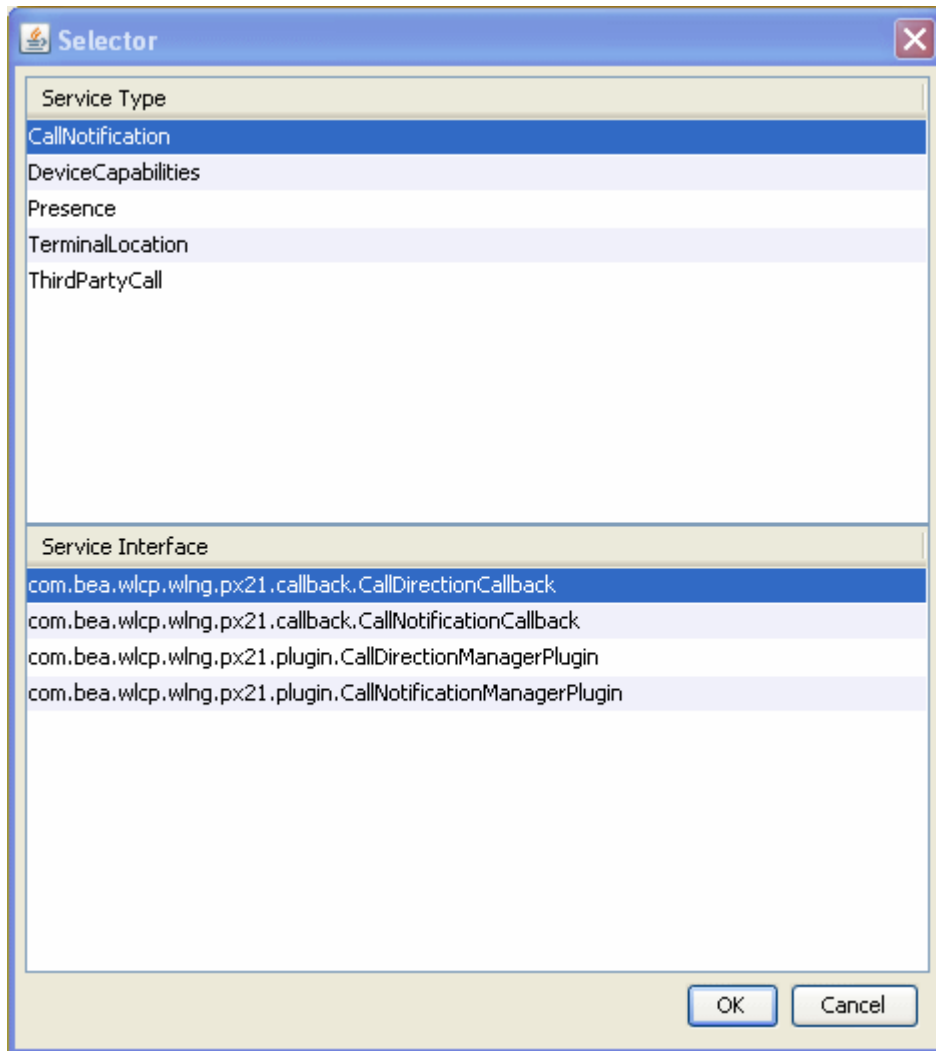 Selector
Service Type
CallNotification
DeviceCapabilities
Presence
TerminalLocation
ThirdPartyCall
Service Interface
com.bea.wlcp.wlng.px21.callback.CallDirectionCallback
com.bea.wlcp.wlng.px21.callback.CallNotificationCallback
com.bea.wlcp.wlng.px21.plugin.CallDirectionManagerPlugin
com.bea.wlcp.wlng.px21.plugin.CallNotificationManagerPlugin
OK Cancel